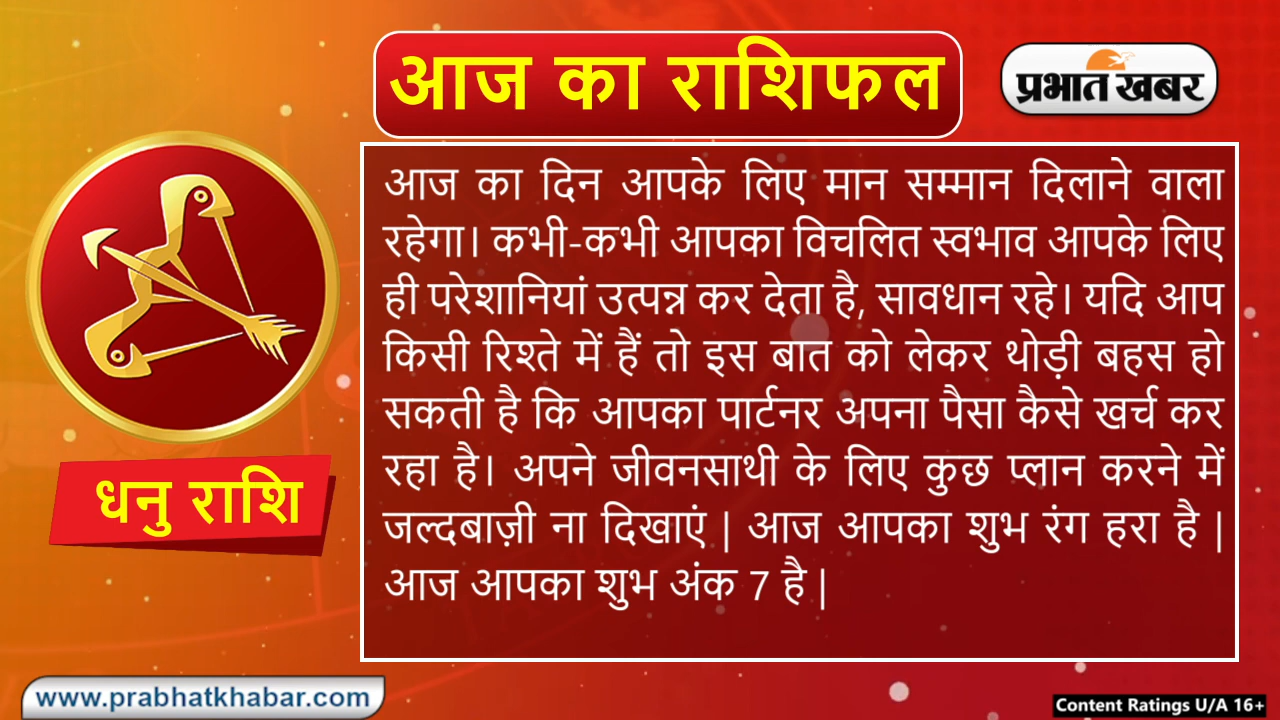 आज का राशिफल
प्रभात खबर
आज का दिन आपके लिए मान सम्मान दिलाने वाला
रहेगा। कभी-कभी आपका विचलित स्वभाव आपके लिए
ही परेशानियां उत्पन्न कर देता है, सावधान रहे। यदि आप
किसी रिश्ते में हैं तो इस बात को लेकर थोड़ी बहस हो
सकती है कि आपका पार्टनर अपना पैसा कैसे खर्च कर
रहा है। अपने जीवनसाथी के लिए कुछ प्लान करने में
जल्दबाज़ी ना दिखाएं | आज आपका शुभ रंग हरा है |
आज आपका शुभ अंक 7 है |
धनु राशि
www.prabhatkhabar.com
Content Ratings U/A 16+